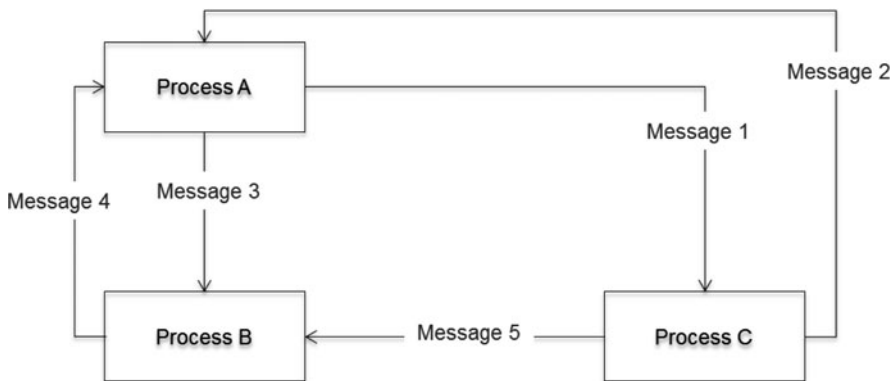 Process A
Message 2
Message 1
Message 3
Message 4
Process B
Message 5
Process C